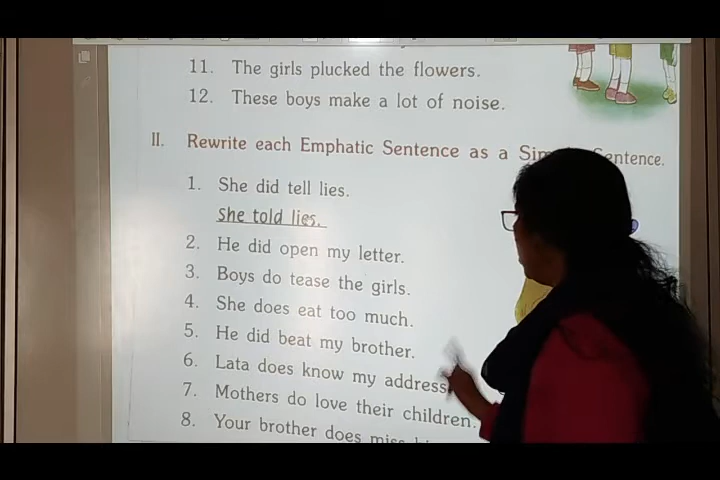 11. The girls plucked the flowers.
12. These boys make a lot of noise.
II. Rewrite each Emphatic Sentence as a Sentence.
1. She did tell lies.
She told lies.
2. He did open my letter.
3. Boys do tease the girls.
4. She does eat too much.
5. He did beat my brother.
6. Lata does know my address
7. Mothers do love their children.
8. Your brother does miss